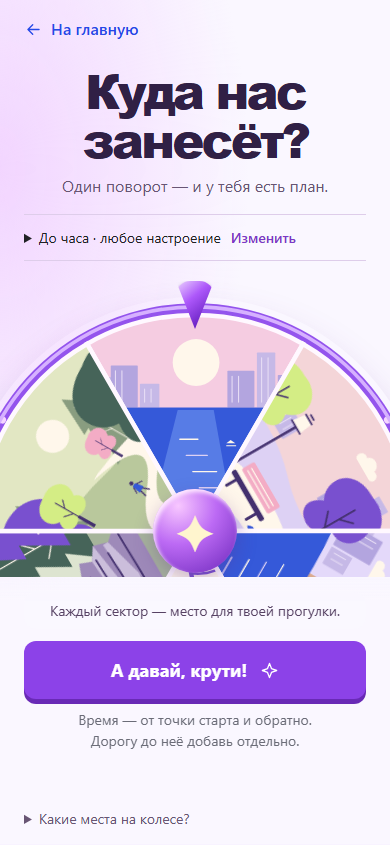 На главную
Куда нас
занесёт?
Один поворот — и у тебя есть план.
До часа · любое настроение Изменить
Каждый сектор — место для твоей прогулки.
А давай, крути!
Время — от точки старта и обратно.
Дорогу до неё добавь отдельно.
Какие места на колесе?